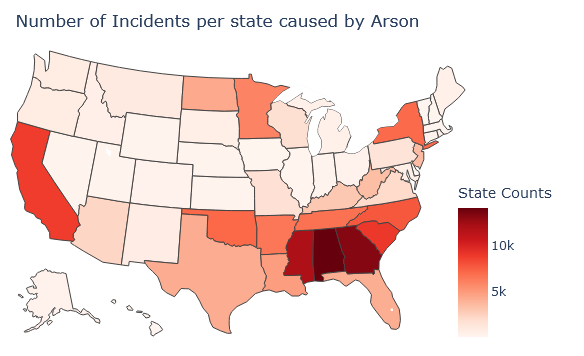 Number of Incidents per state caused by Arson
State Counts
10k
5k